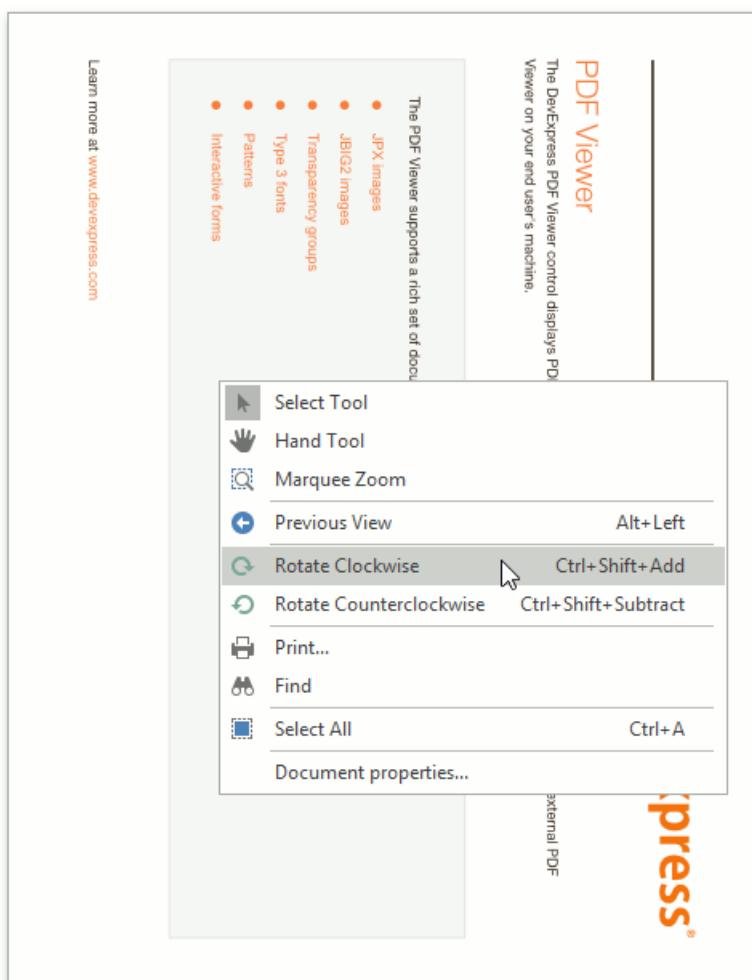 xpress®
PDF Viewer
The DevExpress PDF Viewer control displays PD
external PDF
Viewer on your end user's machine.
The PDF Viewer supports a rich set of docu
JPX images
JBIG2 images
Transparency groups
Type 3 fonts
Patterns
Interactive forms
Learn more at www.devexpress.com
Select Tool
Hand Tool
Marquee Zoom
Previous View Alt+Left
Rotate Clockwise Ctrl+Shift+Add
Rotate Counterclockwise Ctrl+Shift+Subtract
Print...
Find
Select All Ctrl+A
Document properties...